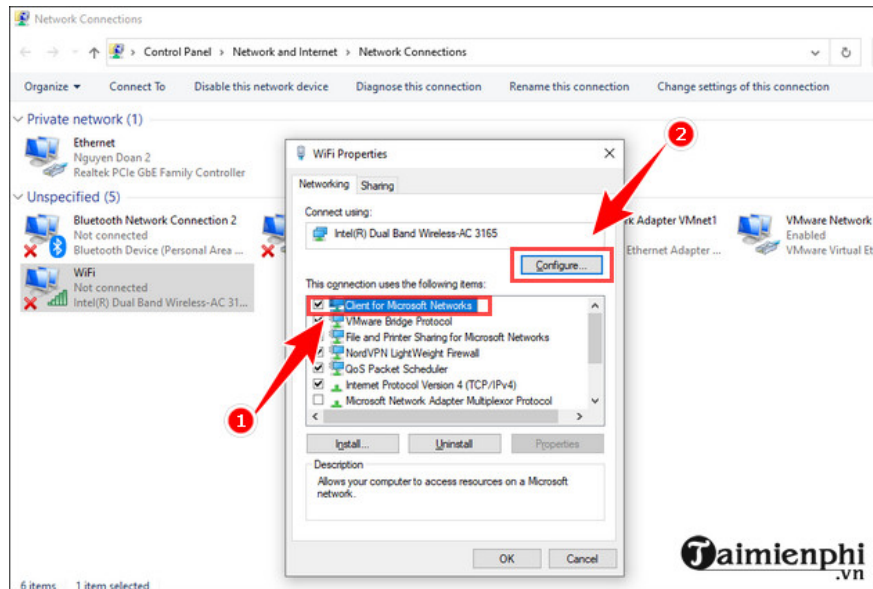 Network Connections
Control Panel > Network and Internet > Network Connections
Organize Connect To Disable this network device Diagnose this connection Rename this connection Change settings of this connection
Private network (1)
Ethernet
Nguyen Doan 2
Realtek PCIe GbE Family Controller
Unspecified (5)
Bluetooth Network Connection 2
Not connected
Bluetooth Device (Personal Area ...
WiFi
Not connected
Intel(R) Dual Band Wireless-AC 31...
Adapter VMnet1
Ethernet Adapter ...
VMware Network
Enabled
VMware Virtual
WiFi Properties
Networking Sharing
Connect using:
Intel(R) Dual Band Wireless-AC 3165
Configure...
This connection uses the following items:
Client for Microsoft Networks
VMware Bridge Protocol
File and Printer Sharing for Microsoft Networks
NordVPN LightWeight Firewall
QoS Packet Scheduler
Internet Protocol Version 4 (TCP/IPv4)
Microsoft Network Adapter Multiplexor Protocol
Install... Uninstall Properties
Description
Allows your computer to access resources on a Microsoft
network.
OK Cancel
1
2
6 items 1 item selected
Taimienphi
.vn